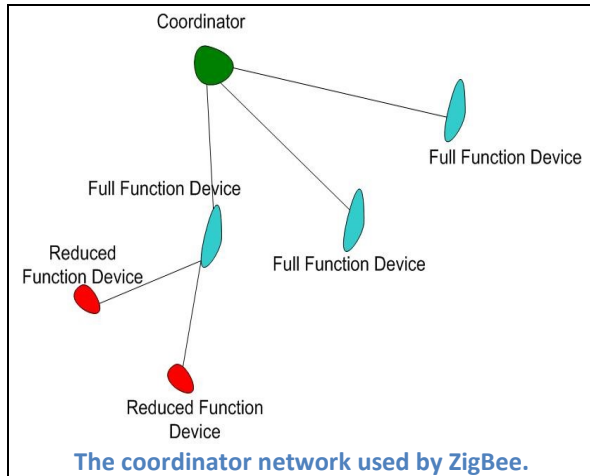 Coordinator
Full Function Device
Full Function Device
Full Function Device
Reduced
Function Device
Reduced Function
Device
The coordinator network used by ZigBee.